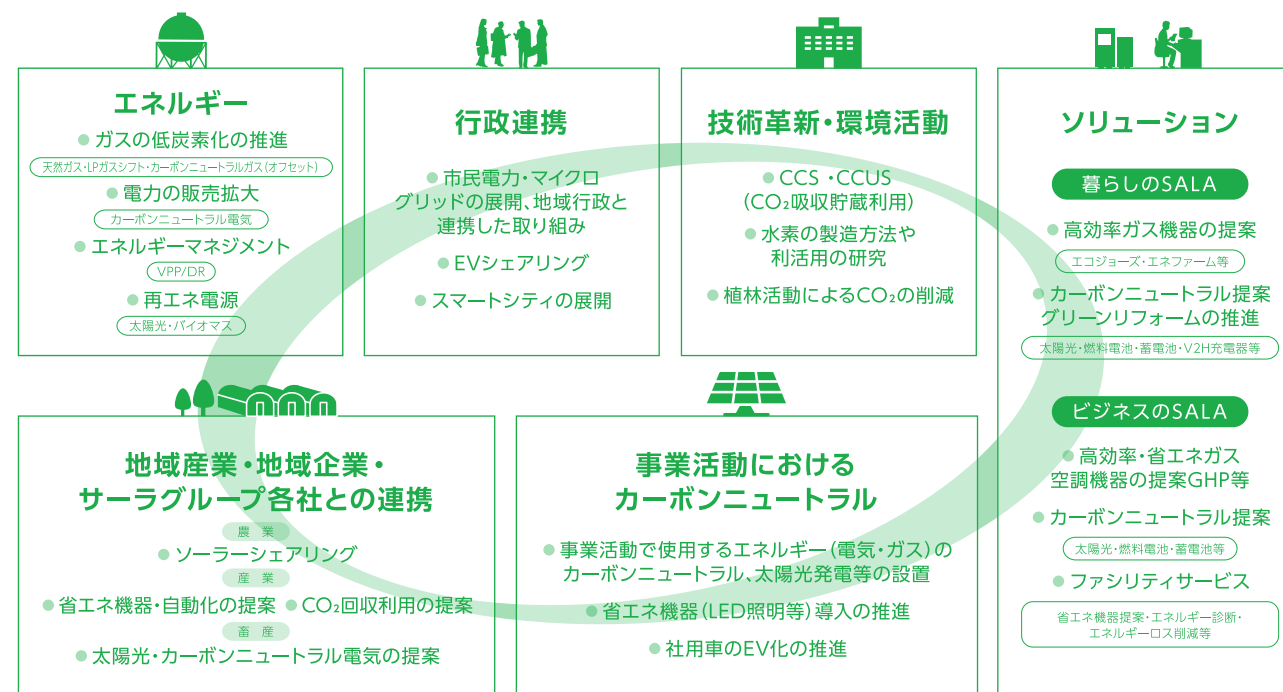 エネルギー
ガスの低炭素化の推進
天然ガス・LPガスシフト・カーボンニュートラルガス(オフセット)
電力の販売拡大
カーボンニュートラル電気
エネルギーマネジメント
VPP/DR
再エネ電源
太陽光・バイオマス
行政連携
市民電力・マイクロ
グリッドの展開、地域行政と
連携した取り組み
EVシェアリング
スマートシティの展開
技術革新・環境活動
CCS・CCUS
(CO₂吸収貯蔵利用)
水素の製造方法や
利活用の研究
植林活動によるCO₂の削減
ソリューション
暮らしのSALA
高効率ガス機器の提案
エコジョーズ・エネファーム等
カーボンニュートラル提案
グリーンリフォームの推進
太陽光・燃料電池・蓄電池・V2H充電器等
ビジネスのSALA
高効率・省エネガス
空調機器の提案GHP等
カーボンニュートラル提案
太陽光・燃料電池・蓄電池等
ファシリティサービス
省エネ機器提案・エネルギー診断・
エネルギーロス削減等
地域産業・地域企業・
サーラグループ各社との連携
農業
ソーラーシェアリング
産業
省エネ機器・自動化の提案 CO₂回収利用の提案
畜産
太陽光・カーボンニュートラル電気の提案
事業活動における
カーボンニュートラル
事業活動で使用するエネルギー(電気・ガス)の
カーボンニュートラル、太陽光発電等の設置
省エネ機器(LED照明等)導入の推進
社用車のEV化の推進